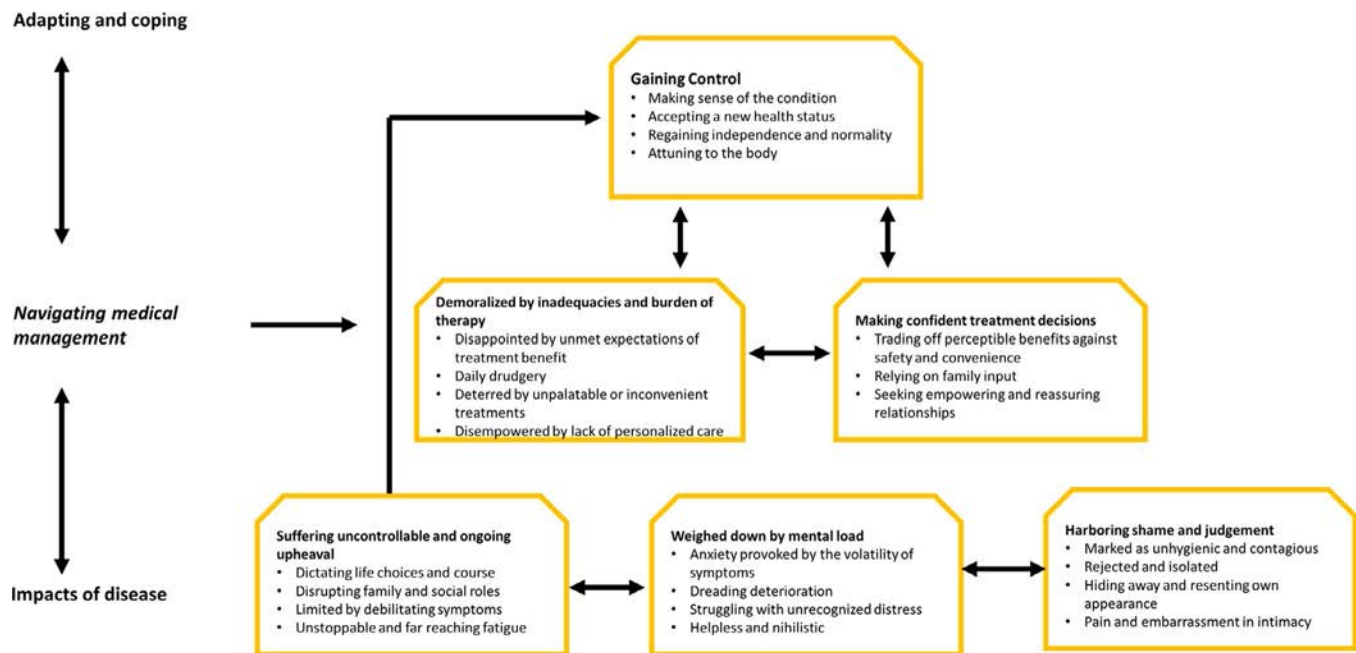 Adapting and coping
Gaining Control
• Making sense of the condition
• Accepting a new health status
• Regaining independence and normality
• Attuning to the body
Navigating medical
management
Demoralized by inadequacies and burden of
therapy
• Disappointed by unmet expectations of
treatment benefit
• Daily drudgery
• Deterred by unpalatable or inconvenient
treatments
• Disempowered by lack of personalized care
Making confident treatment decisions
• Trading off perceptible benefits against
safety and convenience
• Relying on family input
• Seeking empowering and reassuring
relationships
Impacts of disease
Suffering uncontrollable and ongoing
upheaval
• Dictating life choices and course
• Disrupting family and social roles
• Limited by debilitating symptoms
• Unstoppable and far reaching fatigue
Weighed down by mental load
• Anxiety provoked by the volatility of
symptoms
• Dreading deterioration
• Struggling with unrecognized distress
• Helpless and nihilistic
Harboring shame and judgement
• Marked as unhygienic and contagious
• Rejected and isolated
• Hiding away and resenting own
appearance
• Pain and embarrassment in intimacy